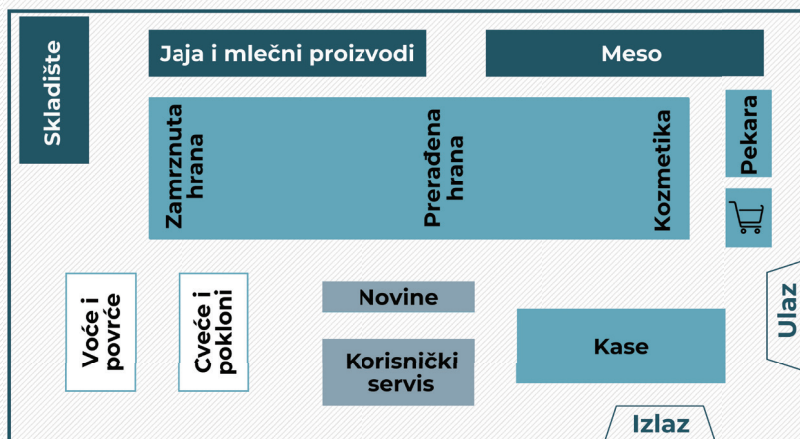 Skladište
Jaja i mlečni proizvodi
Meso
Zamrznuta
hrana
Prerađena
hrana
Kozmetika
Pekara
Voće i
povrće
Cveće i
pokloni
Novine
Korisnički
servis
Kase
Ulaz
Izlaz